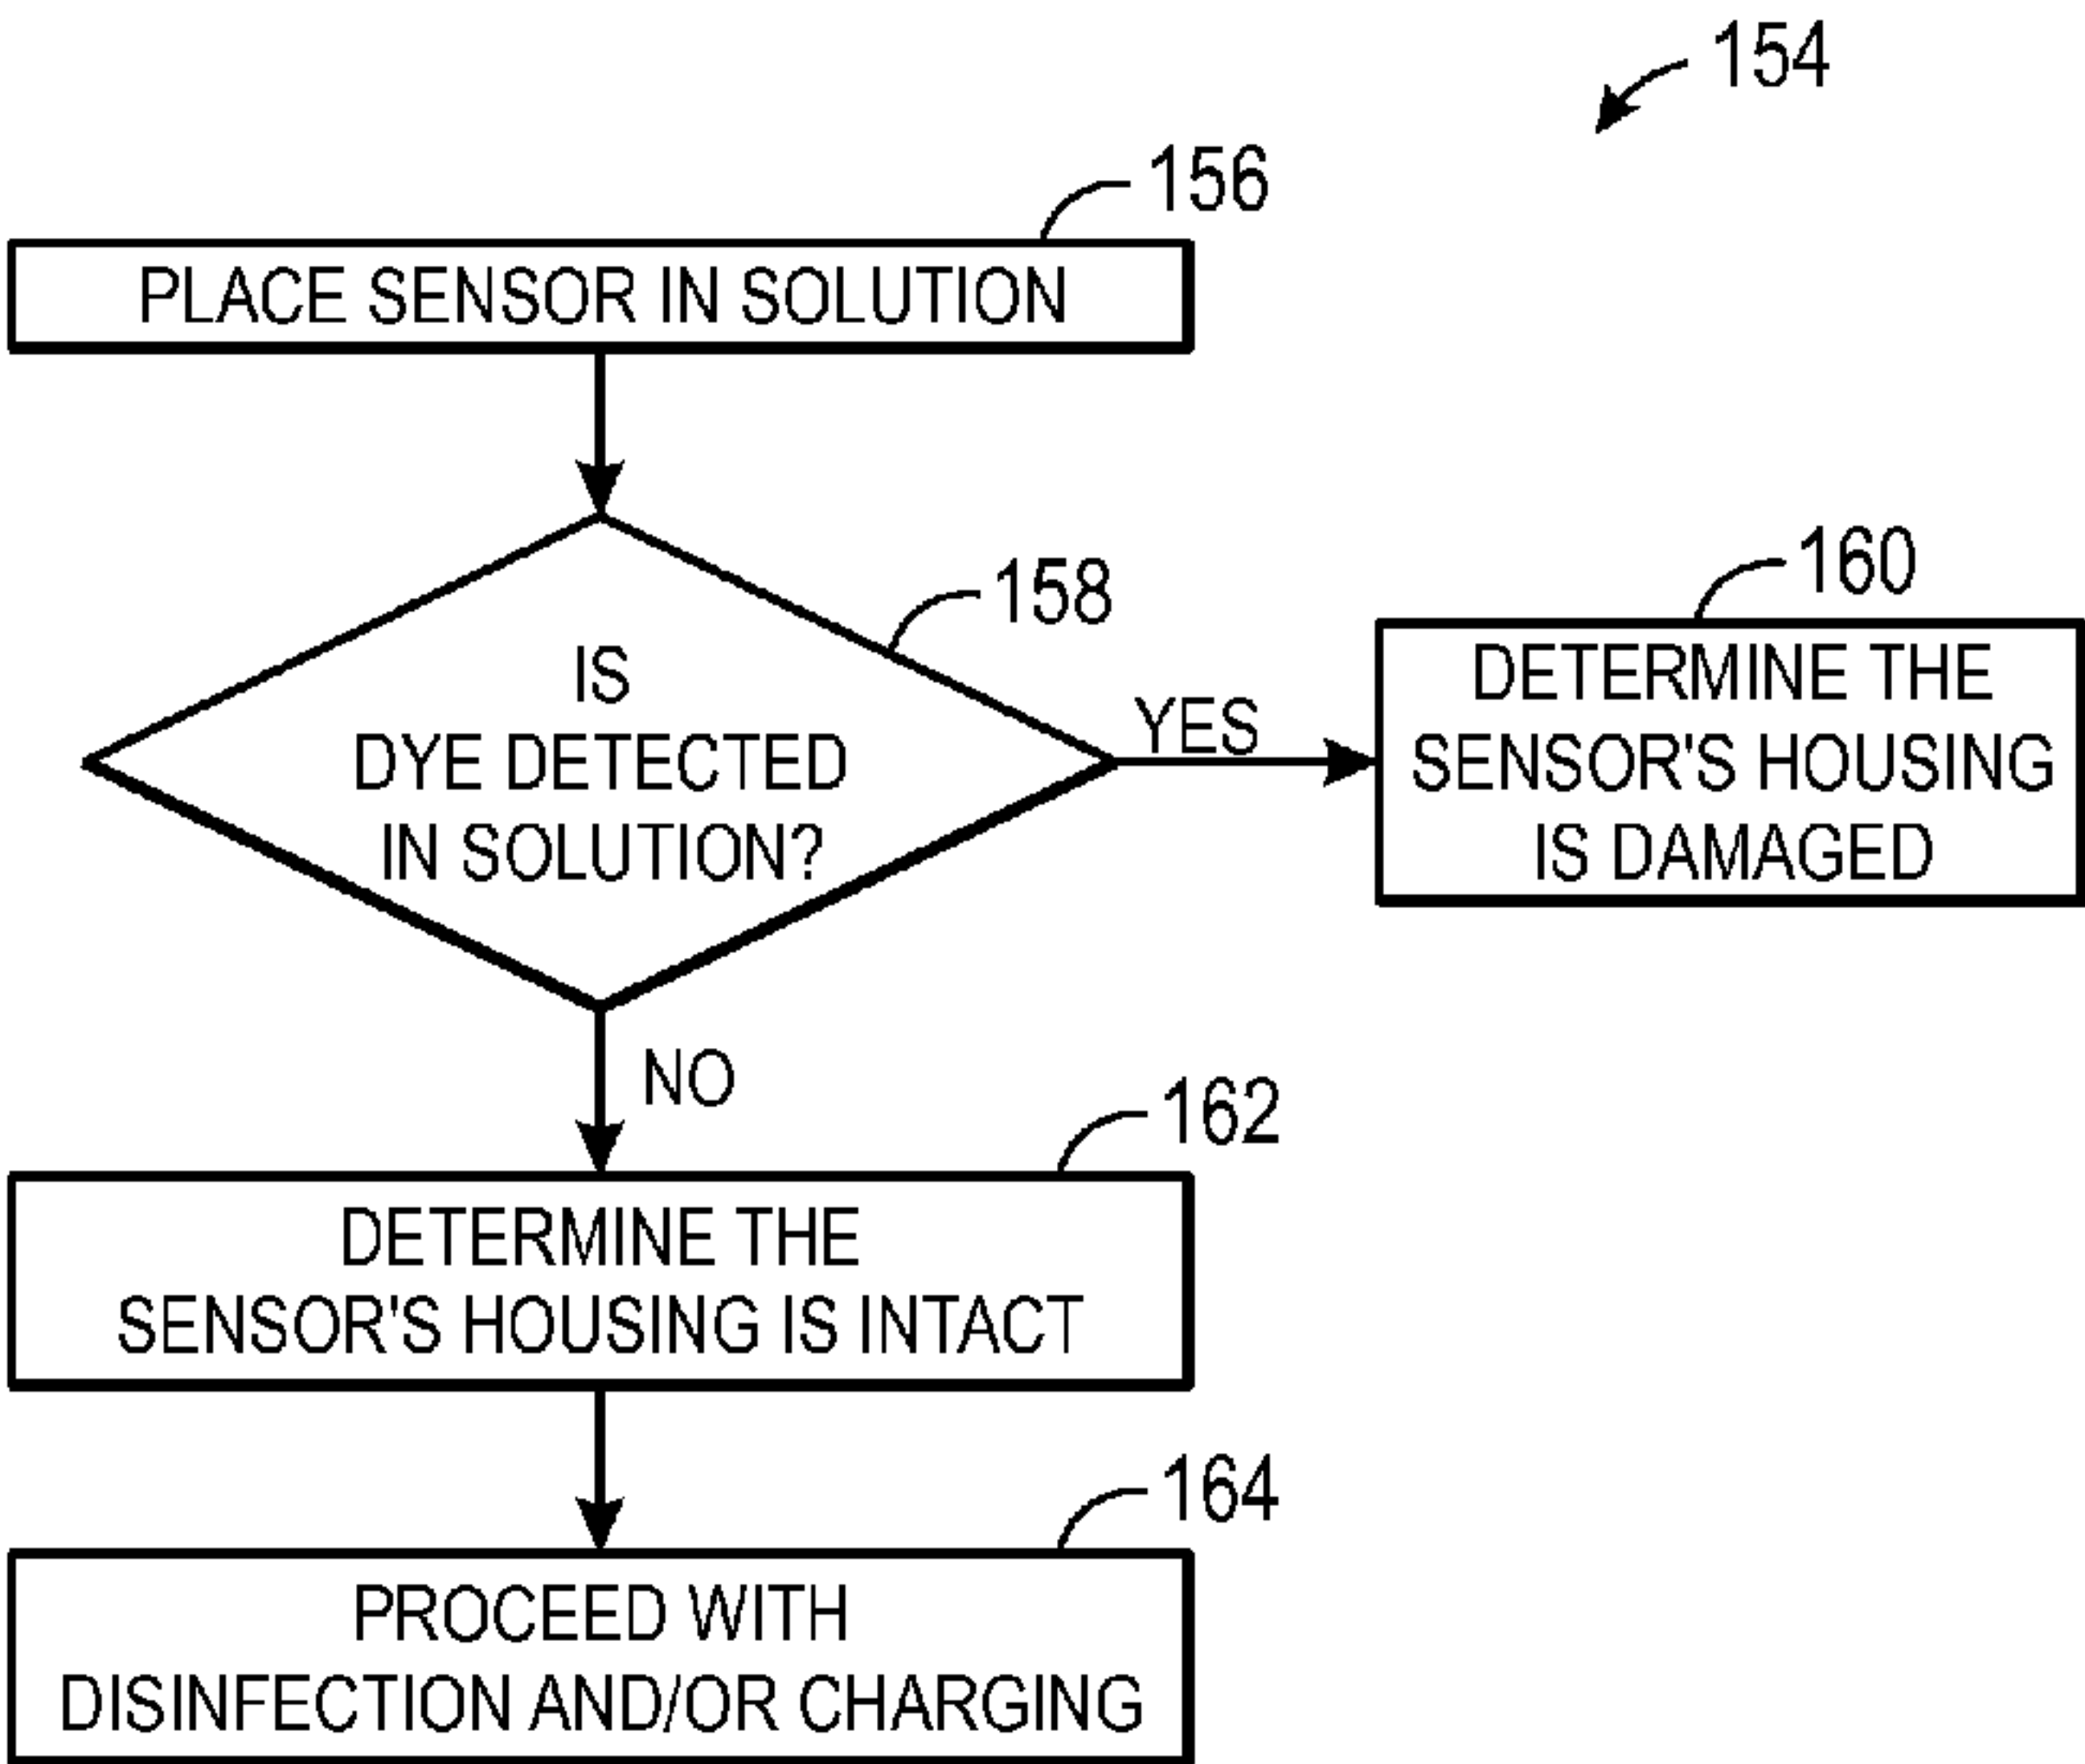 154
156
PLACE SENSOR IN SOLUTION
158
IS
DYE DETECTED
IN SOLUTION?
YES
160
DETERMINE THE
SENSOR'S HOUSING
IS DAMAGED
NO
162
DETERMINE THE
SENSOR'S HOUSING IS INTACT
164
PROCEED WITH
DISINFECTION AND/OR CHARGING